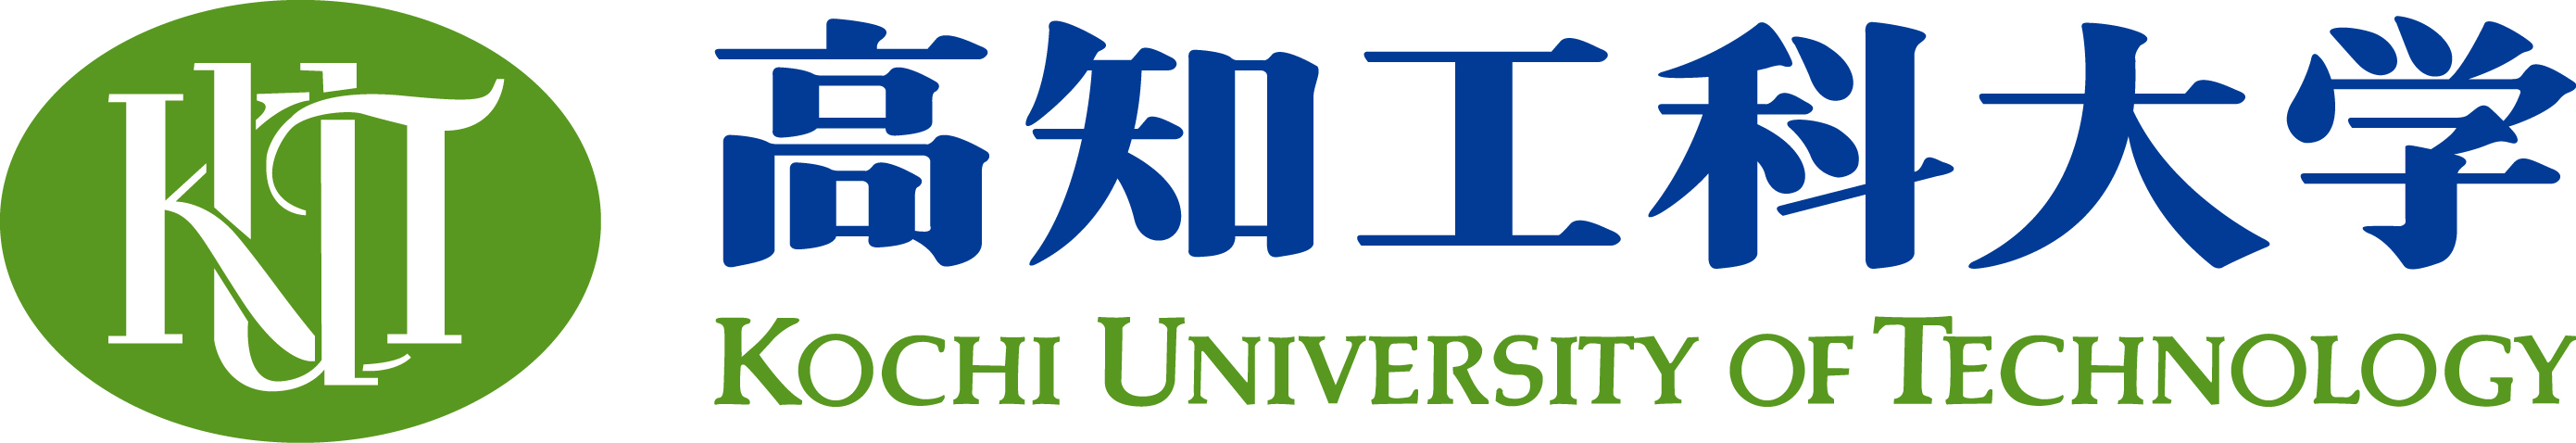 KUT
高知工科大学
KOCHI UNIVERSITY OF TECHNOLOGY